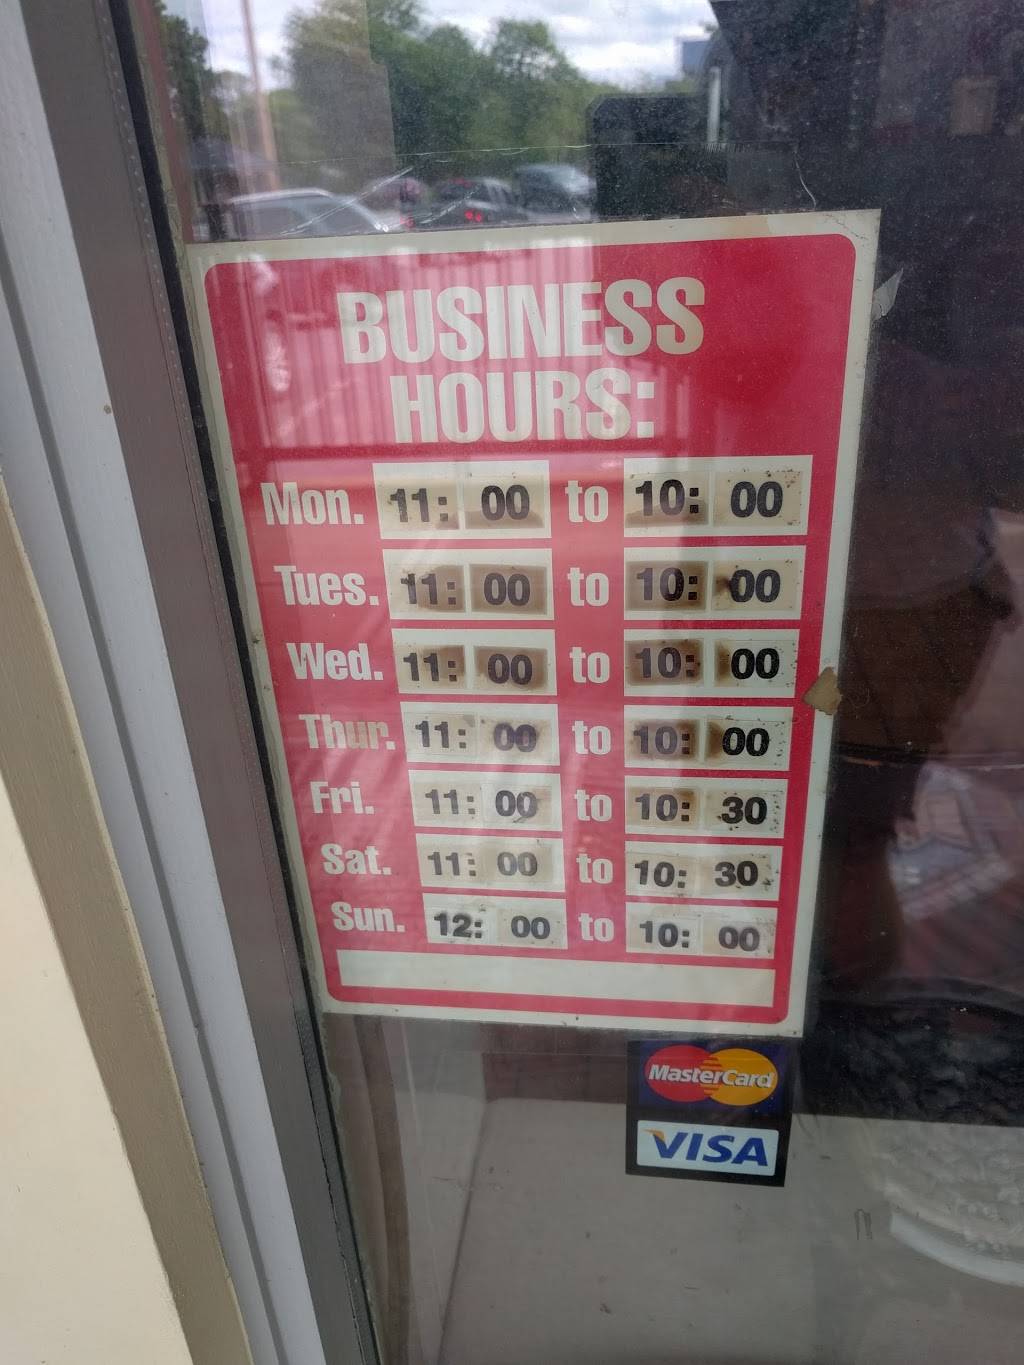 BUSINESS
HOURS:
Mon. 11: 00 to 10: 00
Tues. 11: 00 to 10: 00
Wed. 11: 00 to 10: 00
Thur. 11: 00 to 10: 00
Fri. 11: 00 to 10: 30
Sat. 11: 00 to 10: 30
Sun. 12: 00 to 10: 00
MasterCard
VISA